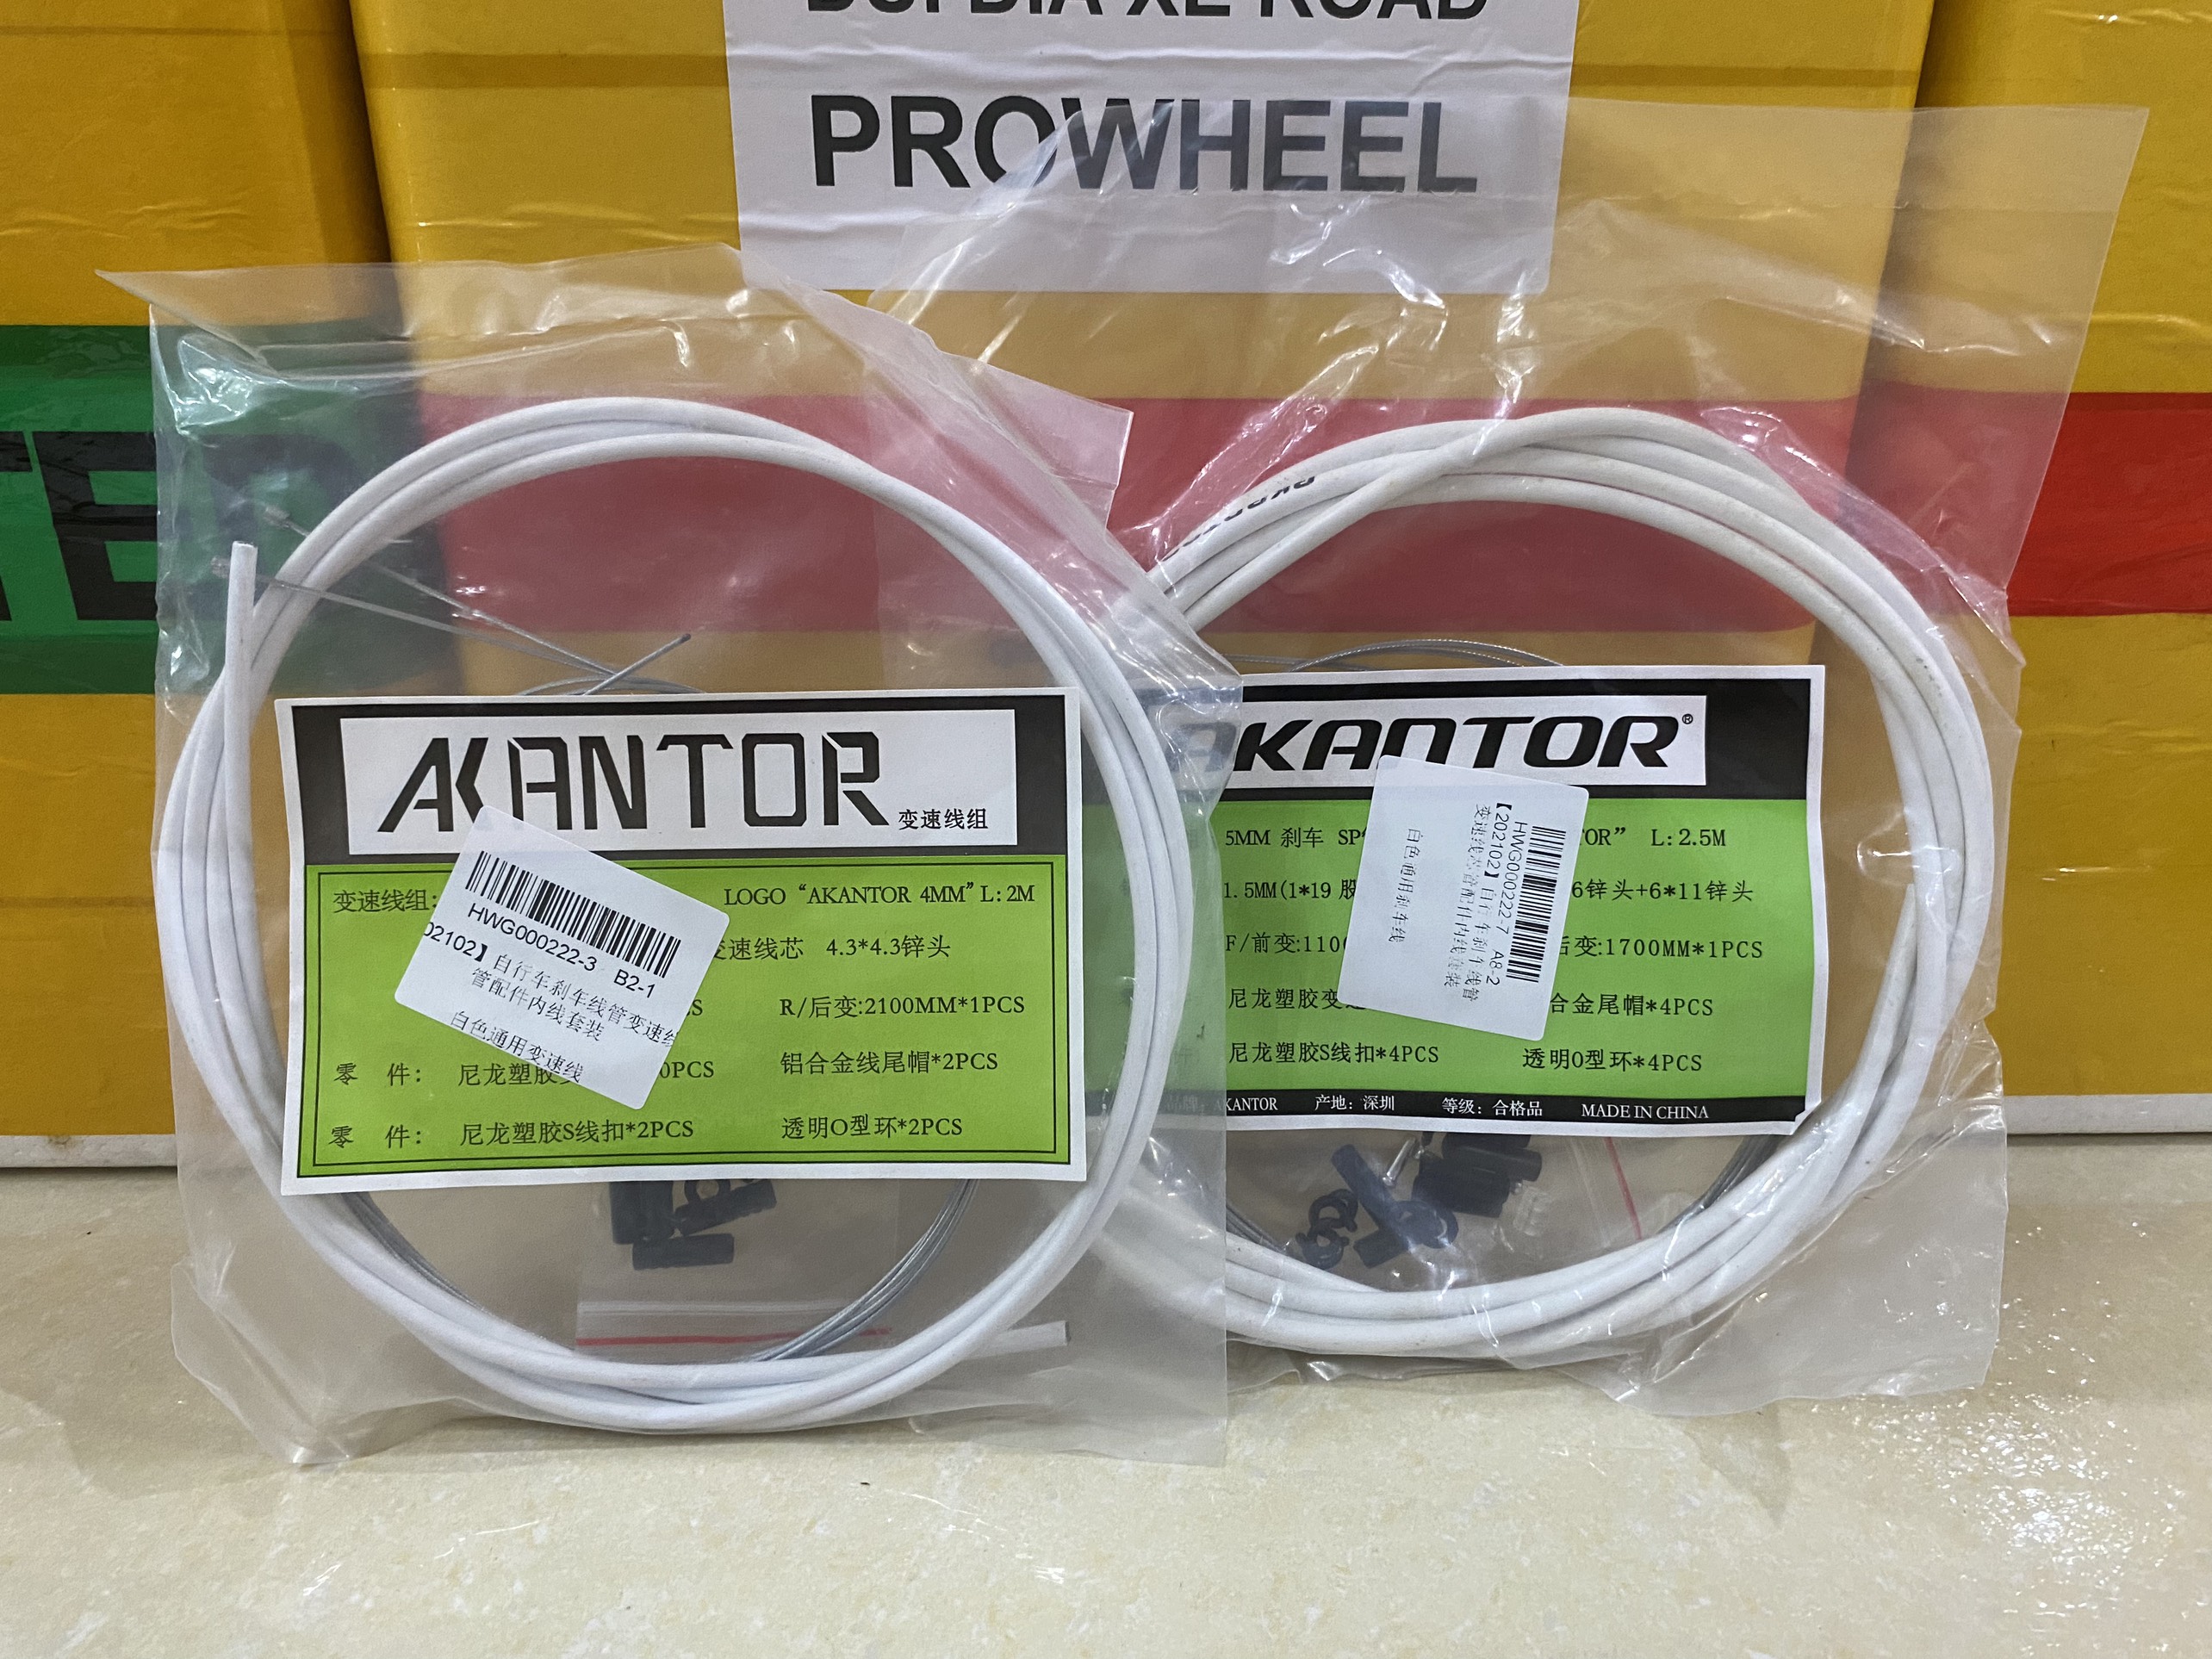 XE ROAD
PROWHEEL
AKANTOR
变速线组
变速线组:
LOGO “AKANTOR 4MM” L: 2M
变速线芯 4.3*4.3锌头
R/后变:2100MM*1PCS
零 件: 尼龙塑胶
0PCS
铝合金线尾帽*2PCS
零 件: 尼龙塑胶S线扣*2PCS
透明O型环*2PCS
HWG000222-3 B2-1
02102】自行车刹车线管变速线
管配件内线套装
白色通用变速线
AKANTOR®
5MM 刹车
L: 2.5M
1.5MM(1*19 股
6锌头+6*11锌头
F/前变:110
后变:1700MM*1PCS
尼龙塑胶变
合金尾帽*4PCS
尼龙塑胶S线扣*4PCS
透明O型环*4PCS
AKANTOR 产地: 深圳 等级: 合格品 MADE IN CHINA
HWG000222-7 A8-2
【202102】自行车刹车线管
变速线管配件内线套装
白色通用刹车线
AKANTOR